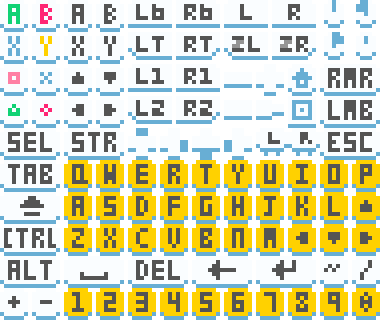 A B A B Lb Rb L R
X Y X Y LT RT ZL ZR
L1 R1 RMR
L2 R2 LMB
SEL STR L R ESC
TAB Q W E R T Y U I O P
A S D F G H J K L
CTRL Z X C V B N M
ALT DEL ← ↵ ~ /
+ - 1 2 3 4 5 6 7 8 9 0